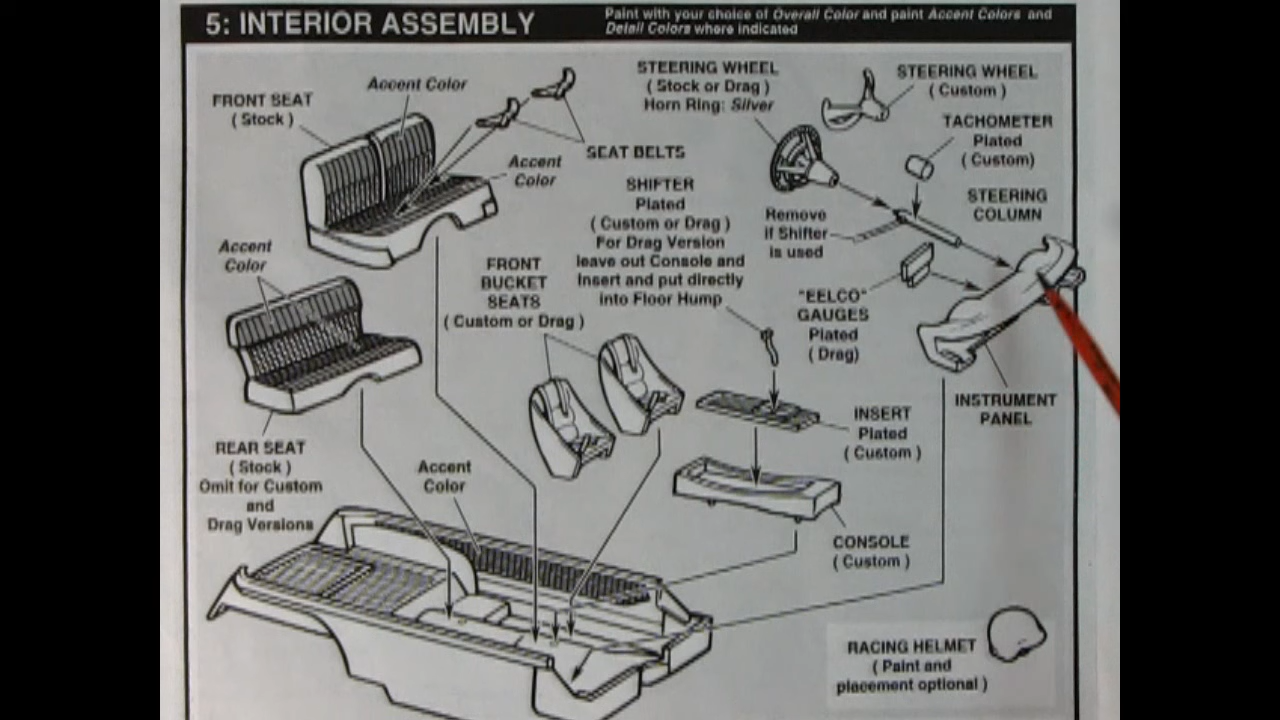 5: INTERIOR ASSEMBLY
Paint with your choice of Overall Color and paint Accent Colors and
Detail Colors where indicated
FRONT SEAT
( Stock )
Accent Color
SEAT BELTS
Accent
Color
STEERING WHEEL
( Stock or Drag )
Horn Ring: Silver
STEERING WHEEL
( Custom )
TACHOMETER
Plated
( Custom)
STEERING
COLUMN
Remove
if Shifter
is used
SHIFTER
Plated
( Custom or Drag )
For Drag Version
leave out Console and
Insert and put directly
into Floor Hump
Accent
Color
FRONT
BUCKET
SEATS
( Custom or Drag )
"EELCO"
GAUGES
Plated
( Drag)
INSTRUMENT
PANEL
INSERT
Plated
( Custom )
REAR SEAT
( Stock )
Omit for Custom
and
Drag Versions
Accent
Color
CONSOLE
( Custom )
RACING HELMET
( Paint and
placement optional )